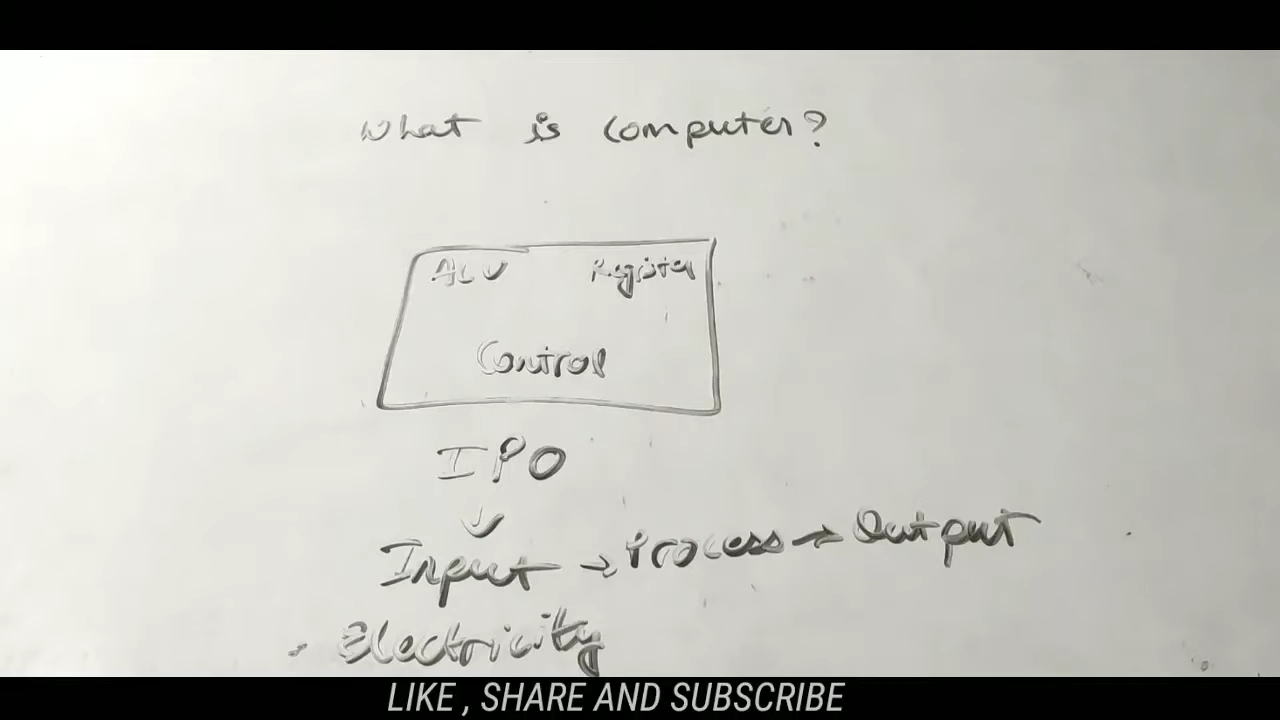 What is computer?
ALU Register
Control
IPO
Input → Process → Output
Electricity
LIKE , SHARE AND SUBSCRIBE